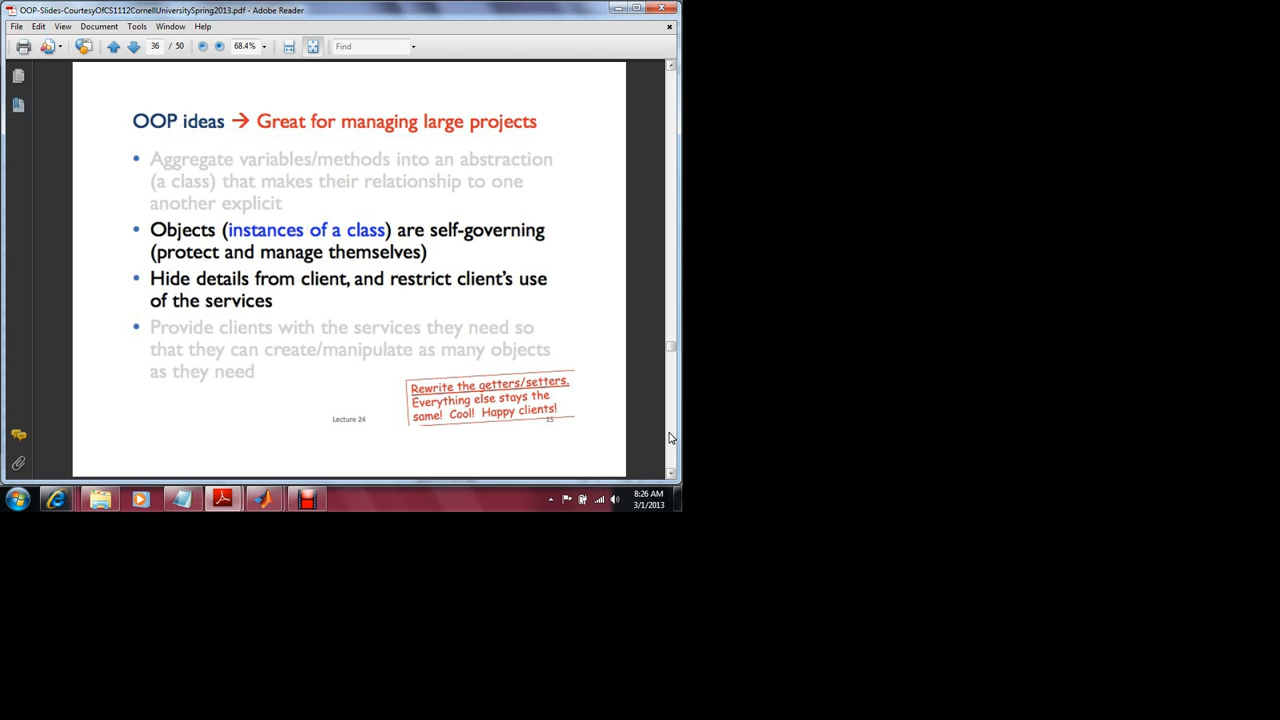 OOP-Slides-CourtesyOfCS1112CornellUniversitySpring2013.pdf - Adobe Reader
File Edit View Document Tools Window Help
36 / 50 68.4% Find
OOP ideas → Great for managing large projects
• Aggregate variables/methods into an abstraction
(a class) that makes their relationship to one
another explicit
• Objects (instances of a class) are self-governing
(protect and manage themselves)
• Hide details from client, and restrict client's use
of the services
• Provide clients with the services they need so
that they can create/manipulate as many objects
as they need
Rewrite the getters/setters.
Everything else stays the
same! Cool! Happy clients!
Lecture 24 15
8:26 AM
3/1/2013